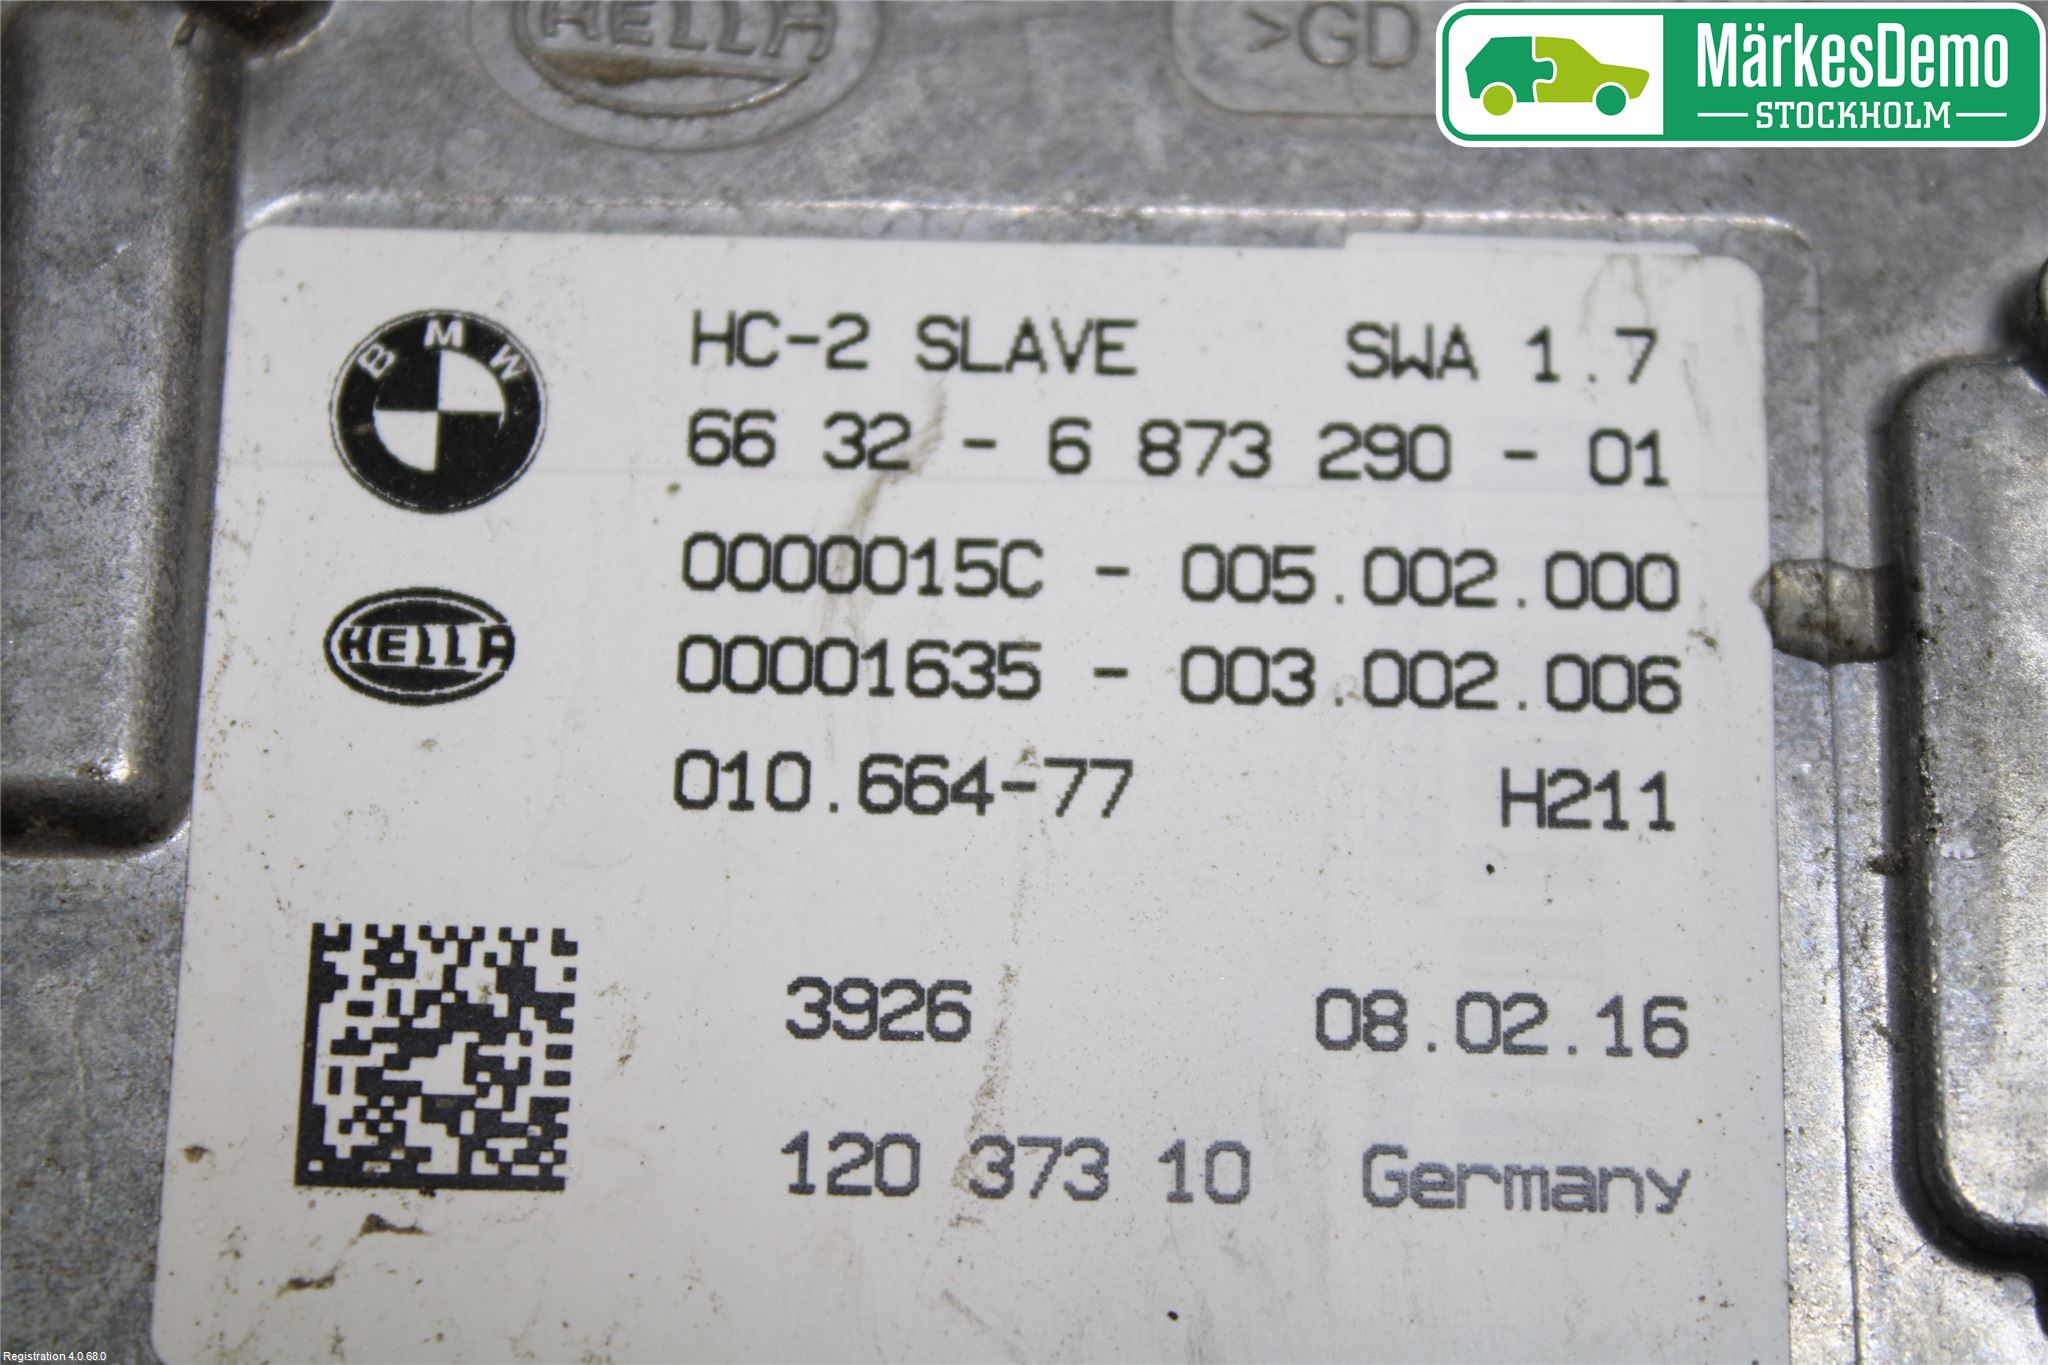 HELLA
>GD
MärkesDemo
STOCKHOLM
BMW
HC-2 SLAVE SWA 1.7
66 32 - 6 873 290 - 01
0000015C - 005.002.000
HELLA
00001635 - 003.002.006
010.664-77 H211
3926 08.02.16
120 373 10 Germany
Registration 4.0.68.0